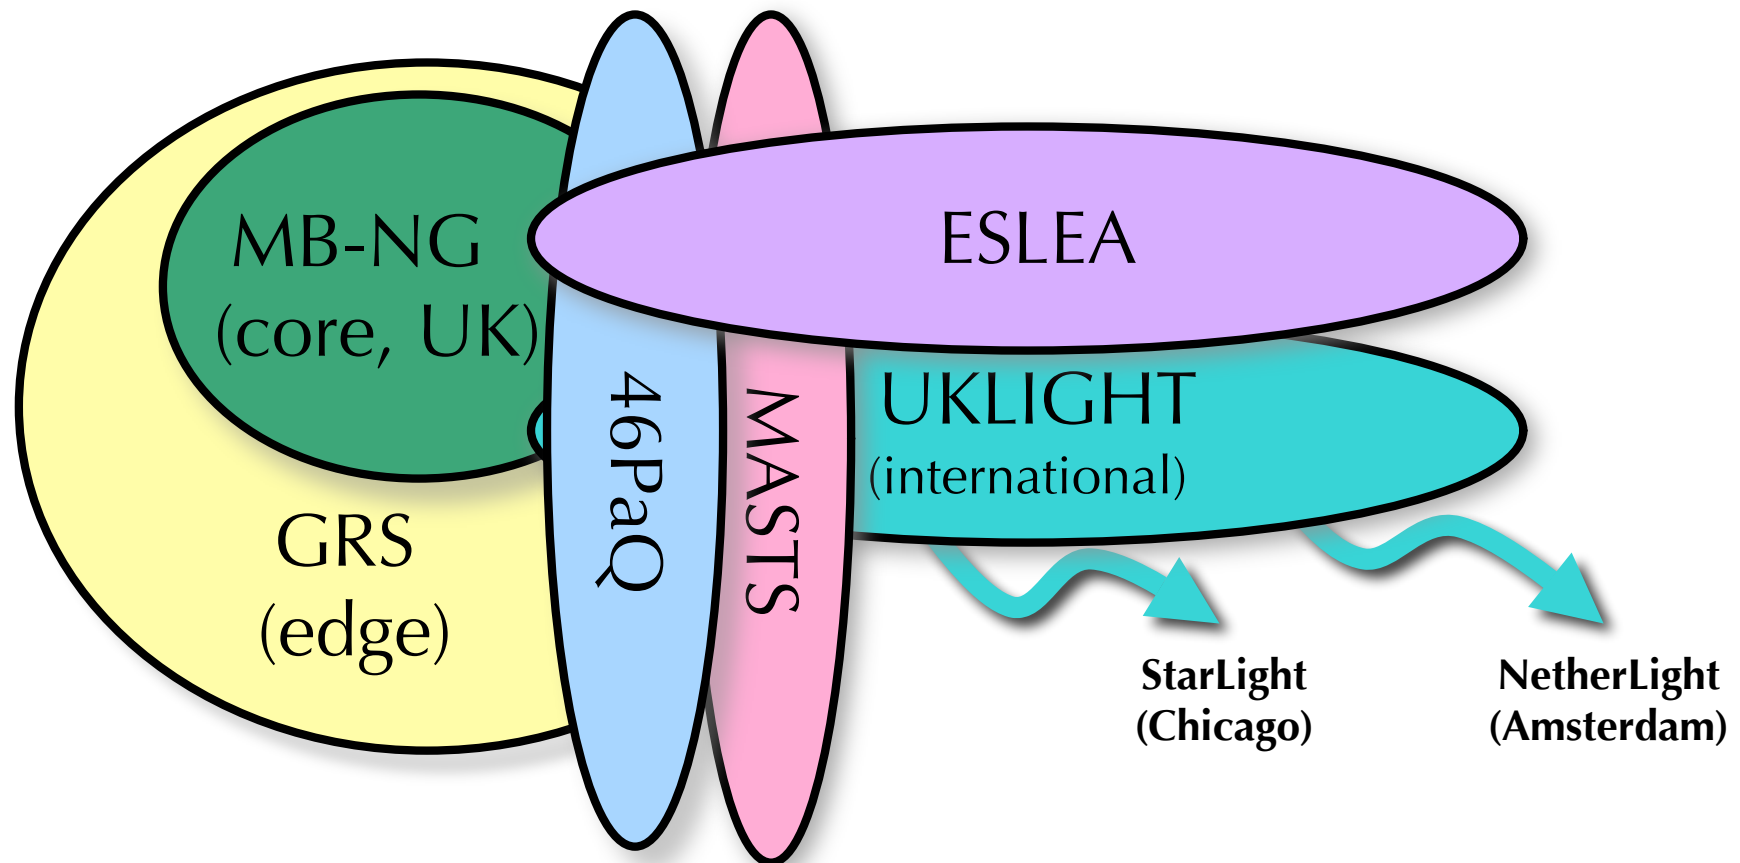 MB-NG
(core, UK)
GRS
(edge)
46PaQ
MASTS
ESLEA
UKLIGHT
(international)
StarLight
(Chicago)
NetherLight
(Amsterdam)